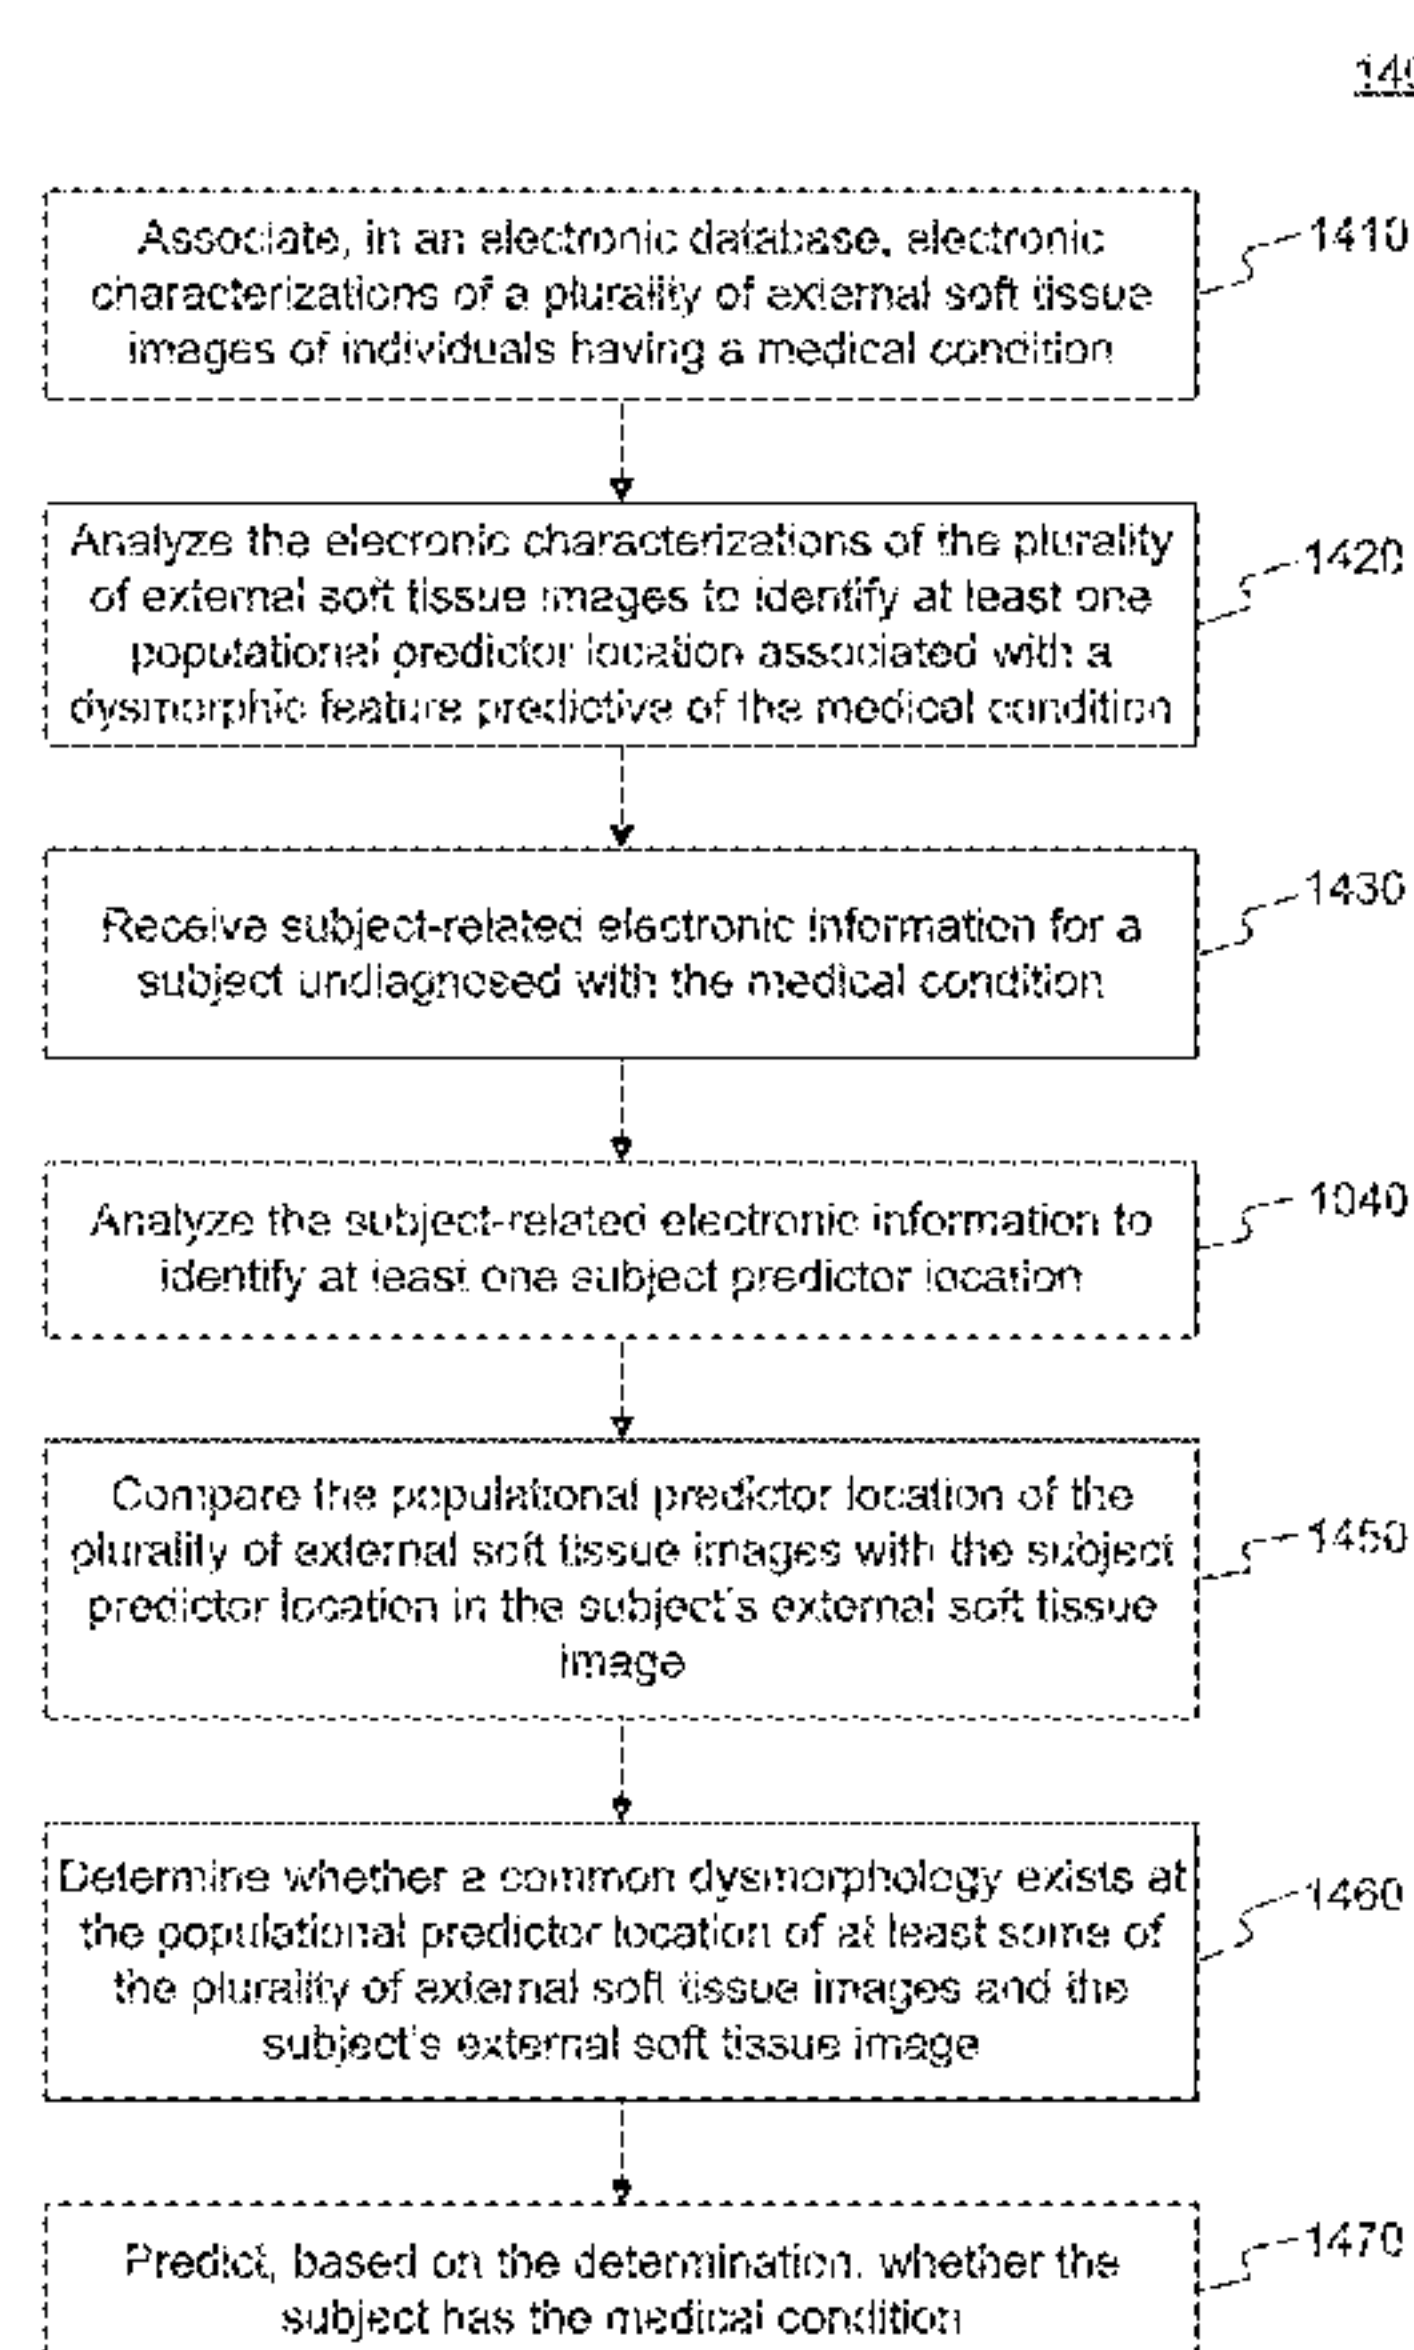 140
Associate, in an electronic database, electronic
characterizations of a plurality of external soft tissue
images of individuals having a medical condition
1410
Analyze the elecronic characterizations of the plurality
of external soft tissue images to identify at least one
populational predictor location associated with a
dysmorphic feature predictive of the medical condition
1420
Receive subject-related electronic information for a
subject undiagnosed with the medical condition
1430
Analyze the subject-related electronic information to
identify at least one subject predictor location
1040
Compare the populational predictor location of the
plurality of external soft tissue images with the subject
predictor location in the subject's external soft tissue
image
1450
Determine whether a common dysmorphology exists at
the populational predictor location of at least some of
the plurality of external soft tissue images and the
subject's external soft tissue image
1460
Predict, based on the determination, whether the
subject has the medical condition
1470